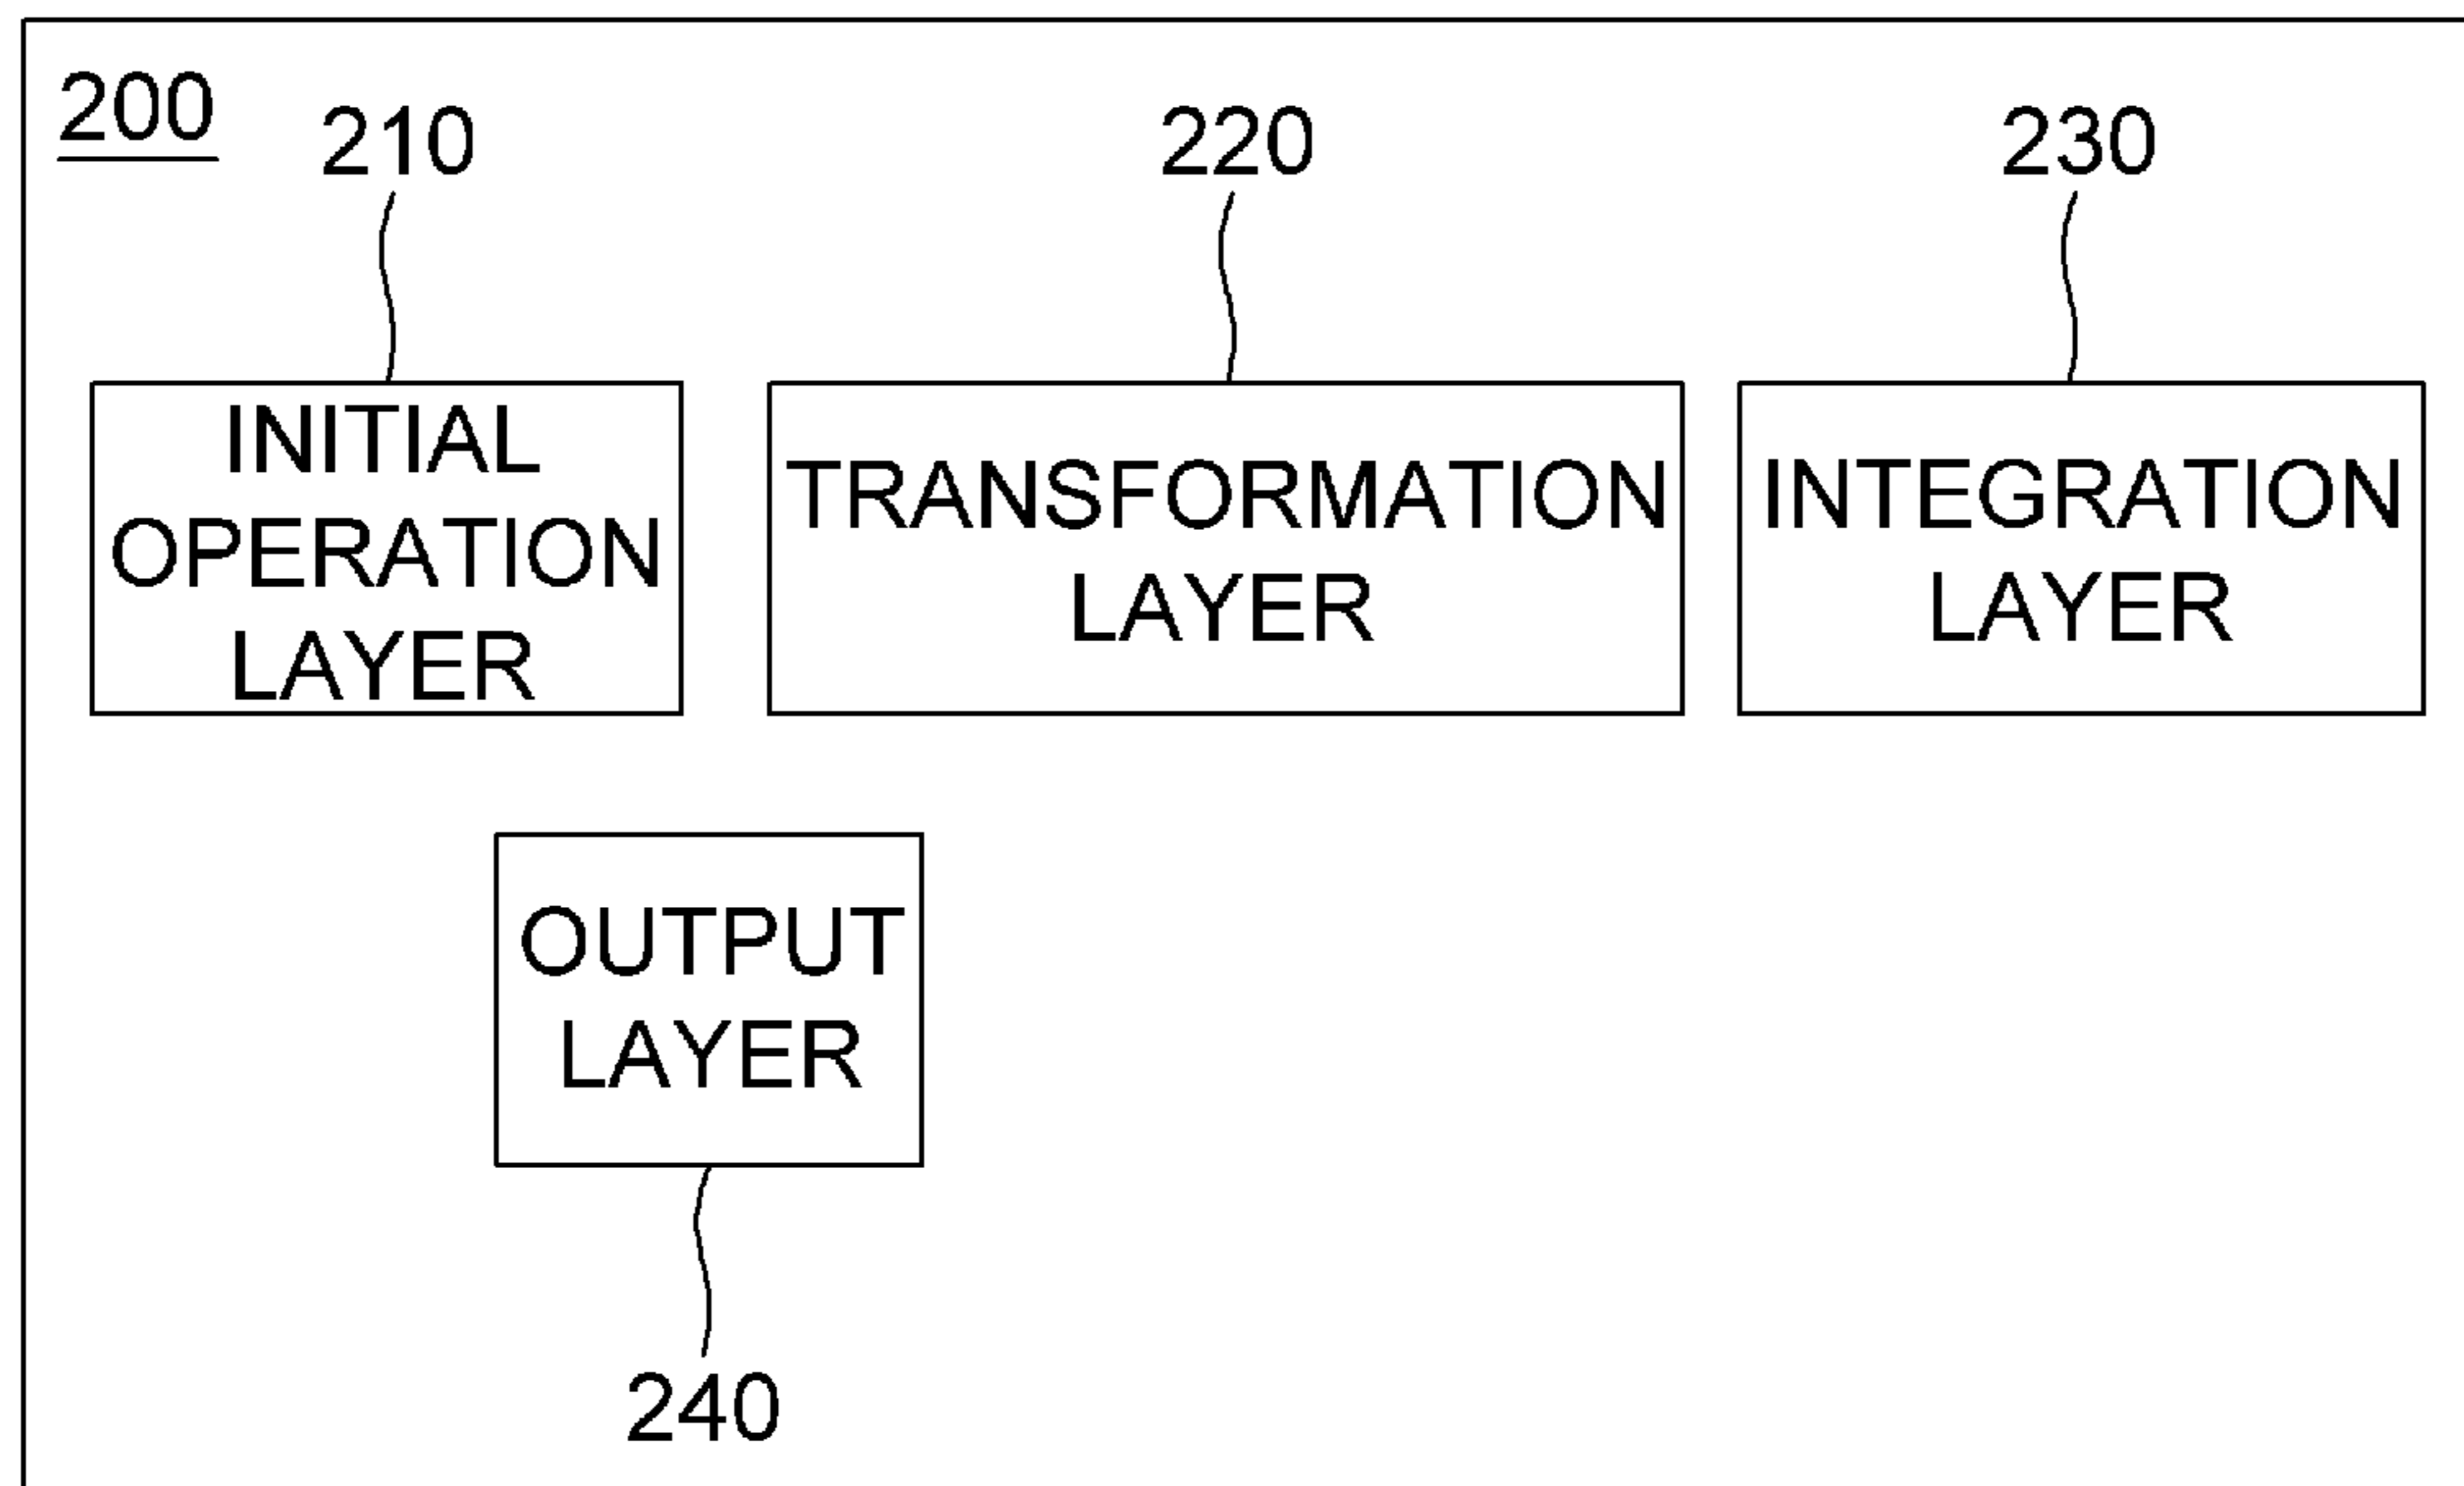 200
210
220
230
INITIAL
OPERATION
LAYER
TRANSFORMATION
LAYER
INTEGRATION
LAYER
OUTPUT
LAYER
240